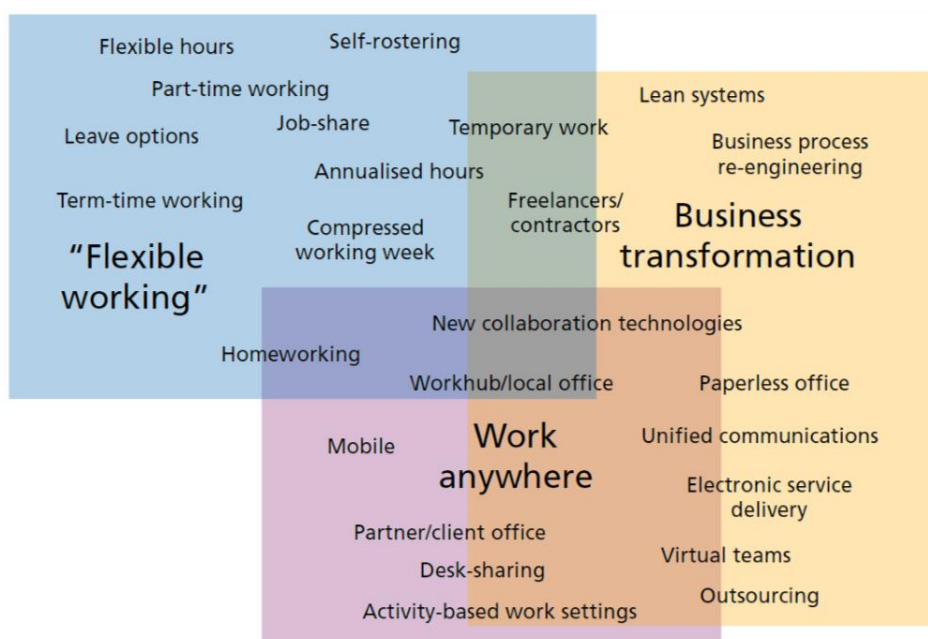 Flexible hours
Self-rostering
Part-time working
Lean systems
Leave options
Job-share
Temporary work
Business process
re-engineering
Annualised hours
Term-time working
Freelancers/
contractors
Compressed
working week
Business
transformation
“Flexible
working”
New collaboration technologies
Homeworking
Workhub/local office
Paperless office
Mobile
Work
anywhere
Unified communications
Electronic service
delivery
Partner/client office
Virtual teams
Desk-sharing
Outsourcing
Activity-based work settings